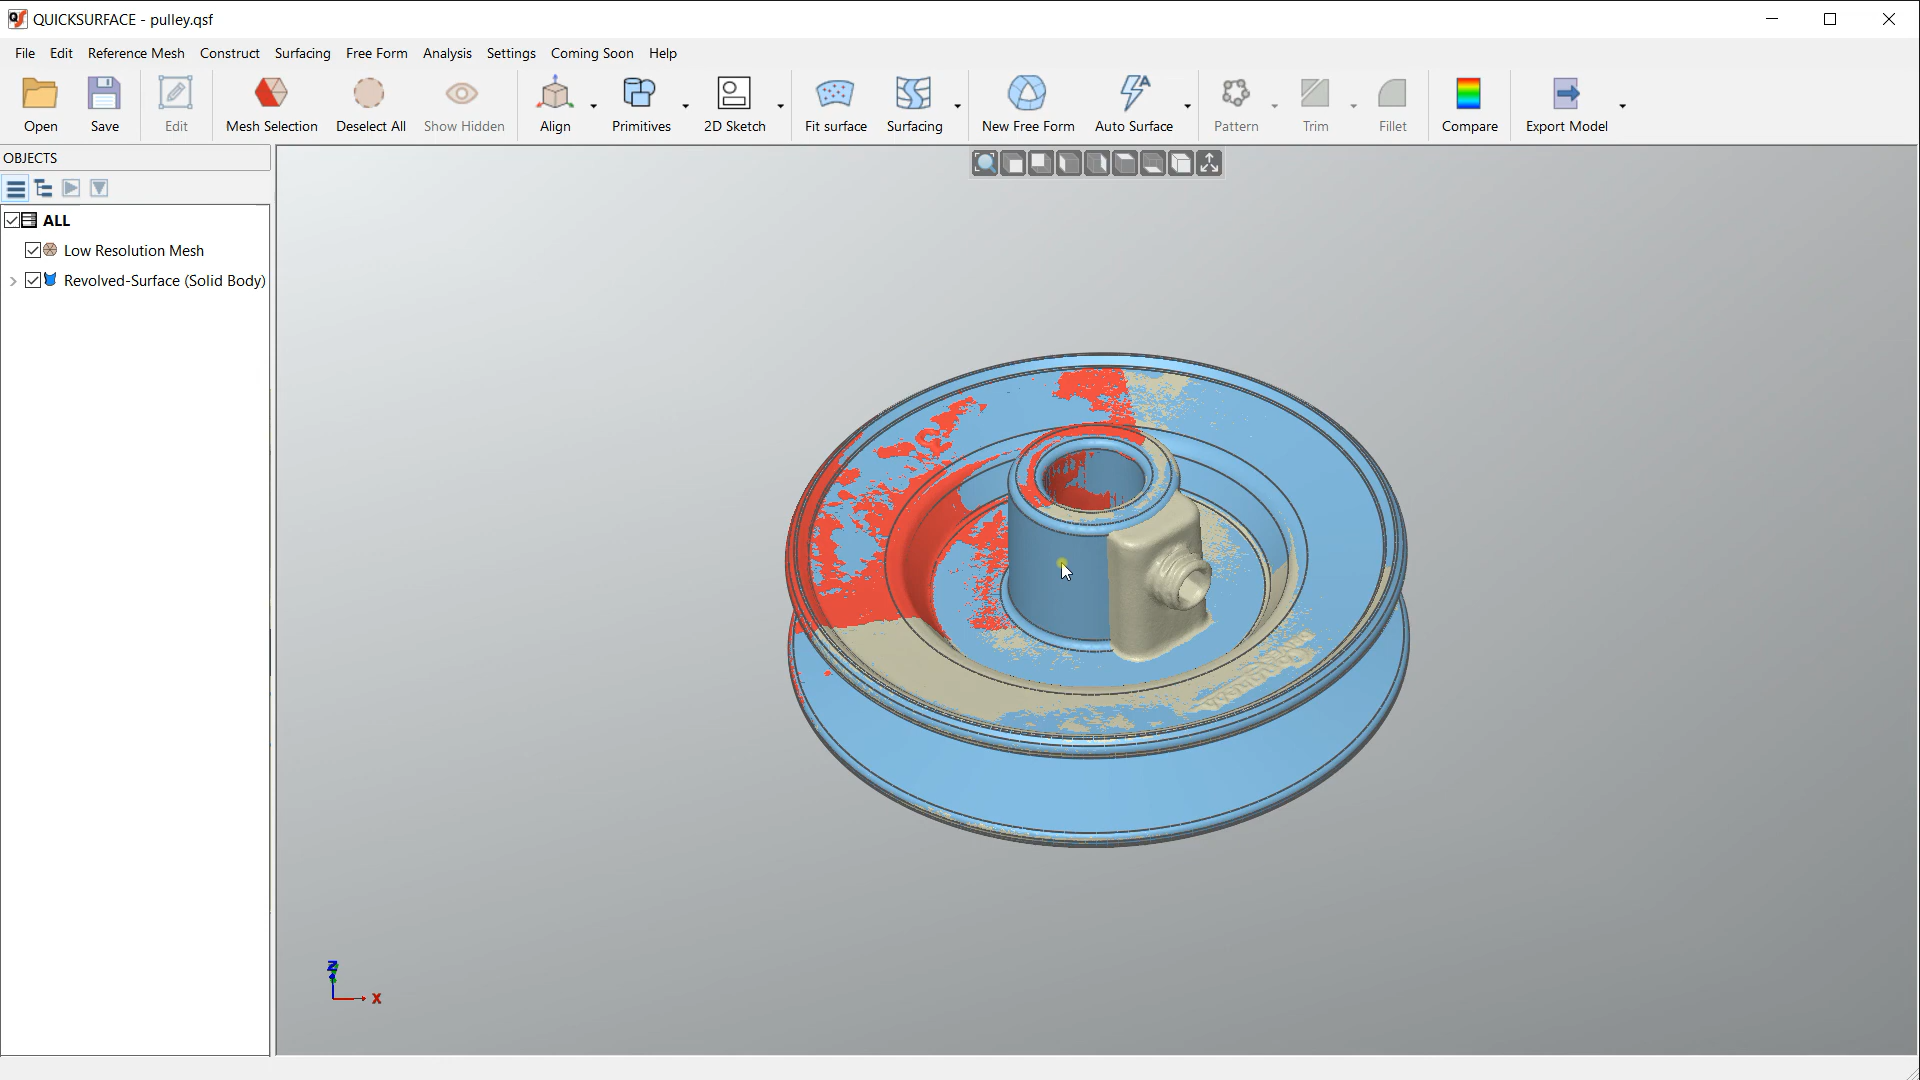 QUICKSURFACE - pulley.qsf
File Edit Reference Mesh Construct Surfacing Free Form Analysis Settings Coming Soon Help
Open Save Edit Mesh Selection Deselect All Show Hidden Align Primitives 2D Sketch Fit surface Surfacing New Free Form Auto Surface Pattern Trim Fillet Compare Export Model
OBJECTS
ALL
Low Resolution Mesh
Revolved-Surface (Solid Body)
Z
X